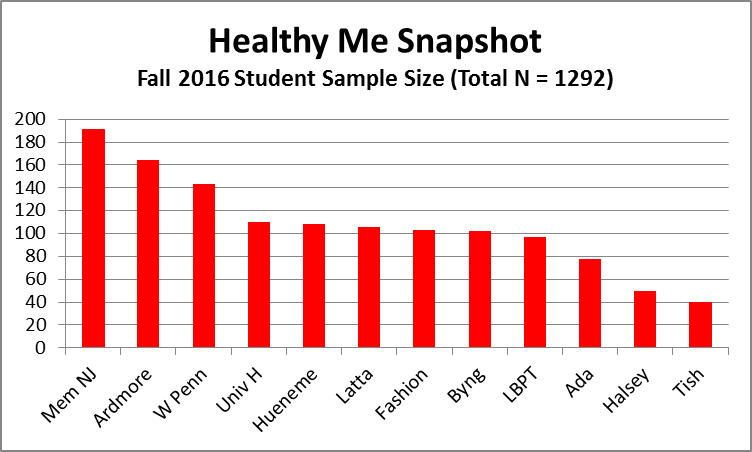 Healthy Me Snapshot
Fall 2016 Student Sample Size (Total N = 1292)
200
180
160
140
120
100
80
60
40
20
0
Mem NJ
Ardmore
W Penn
Univ H
Hueneme
Latta
Fashion
Byng
LBPT
Ada
Halsey
Tish